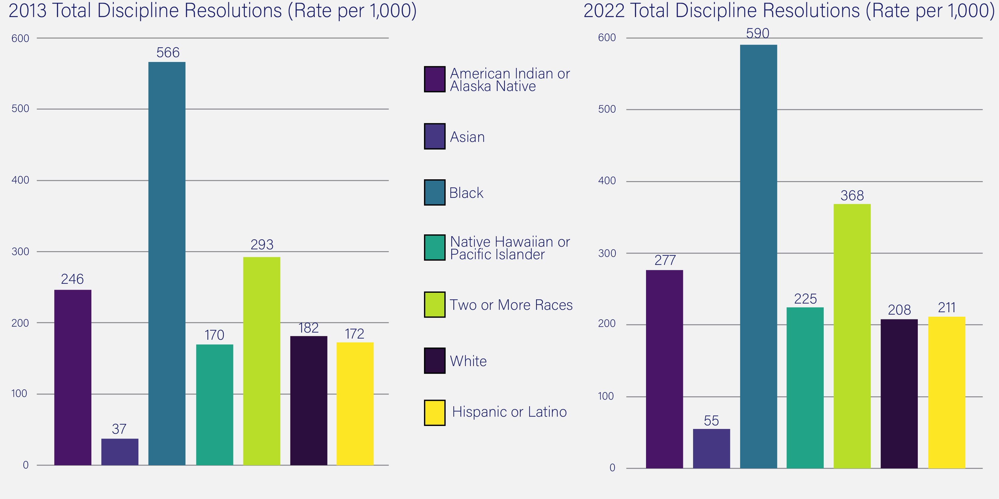 2013 Total Discipline Resolutions (Rate per 1,000)
600
500
400
300
200
100
0
246
37
566
170
293
182
172
American Indian or
Alaska Native
Asian
Black
Native Hawaiian or
Pacific Islander
Two or More Races
White
Hispanic or Latino
2022 Total Discipline Resolutions (Rate per 1,000)
600
500
400
300
200
100
0
277
55
590
225
368
208
211